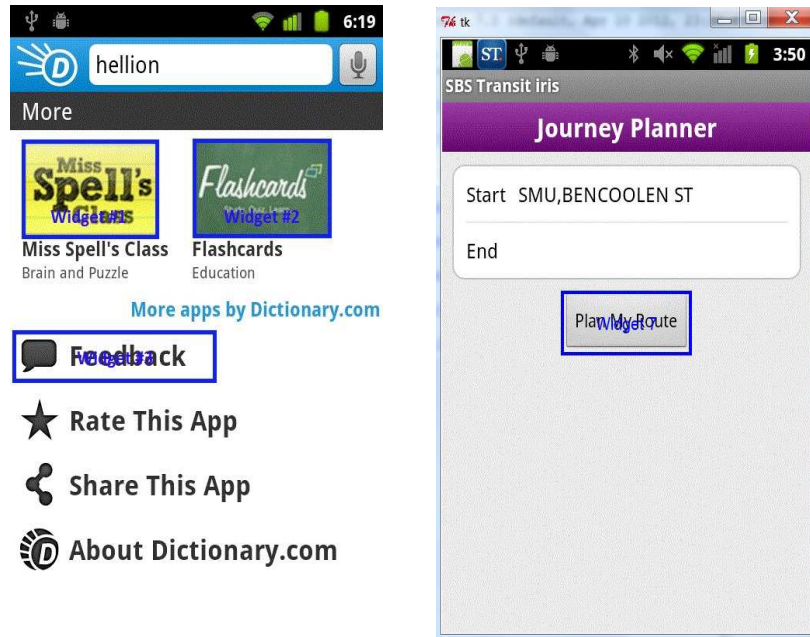 6:19
hellion
More
Miss
Spell's
Class
Widget #1
Flashcards
Widget #2
Miss Spell's Class
Flashcards
Brain and Puzzle
Education
More apps by Dictionary.com
Feedback
Rate This App
Share This App
About Dictionary.com
tk
ST
3:50
SBS Transit iris
Journey Planner
Start SMU,BENCOOLEN ST
End
Plan My Route
Widget 7